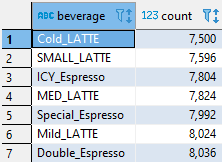 ABC beverage 123 count
1 Cold_LATTE 7,500
2 SMALL_LATTE 7,596
3 ICY_Espresso 7,804
4 MED_LATTE 7,824
5 Special_Espresso 7,992
6 Mild_LATTE 8,024
7 Double_Espresso 8,036